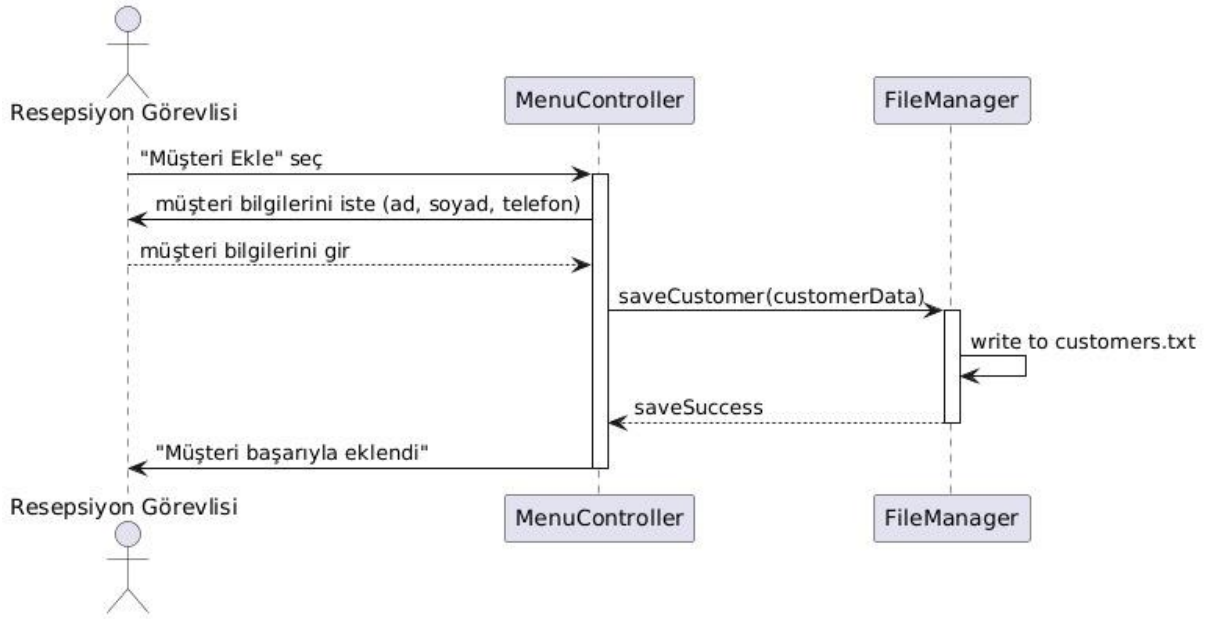 Resepsiyon Görevlisi
MenuController
FileManager
"Müşteri Ekle" seç
müşteri bilgilerini iste (ad, soyad, telefon)
müşteri bilgilerini gir
saveCustomer(customerData)
write to customers.txt
saveSuccess
"Müşteri başarıyla eklendi"
Resepsiyon Görevlisi
MenuController
FileManager